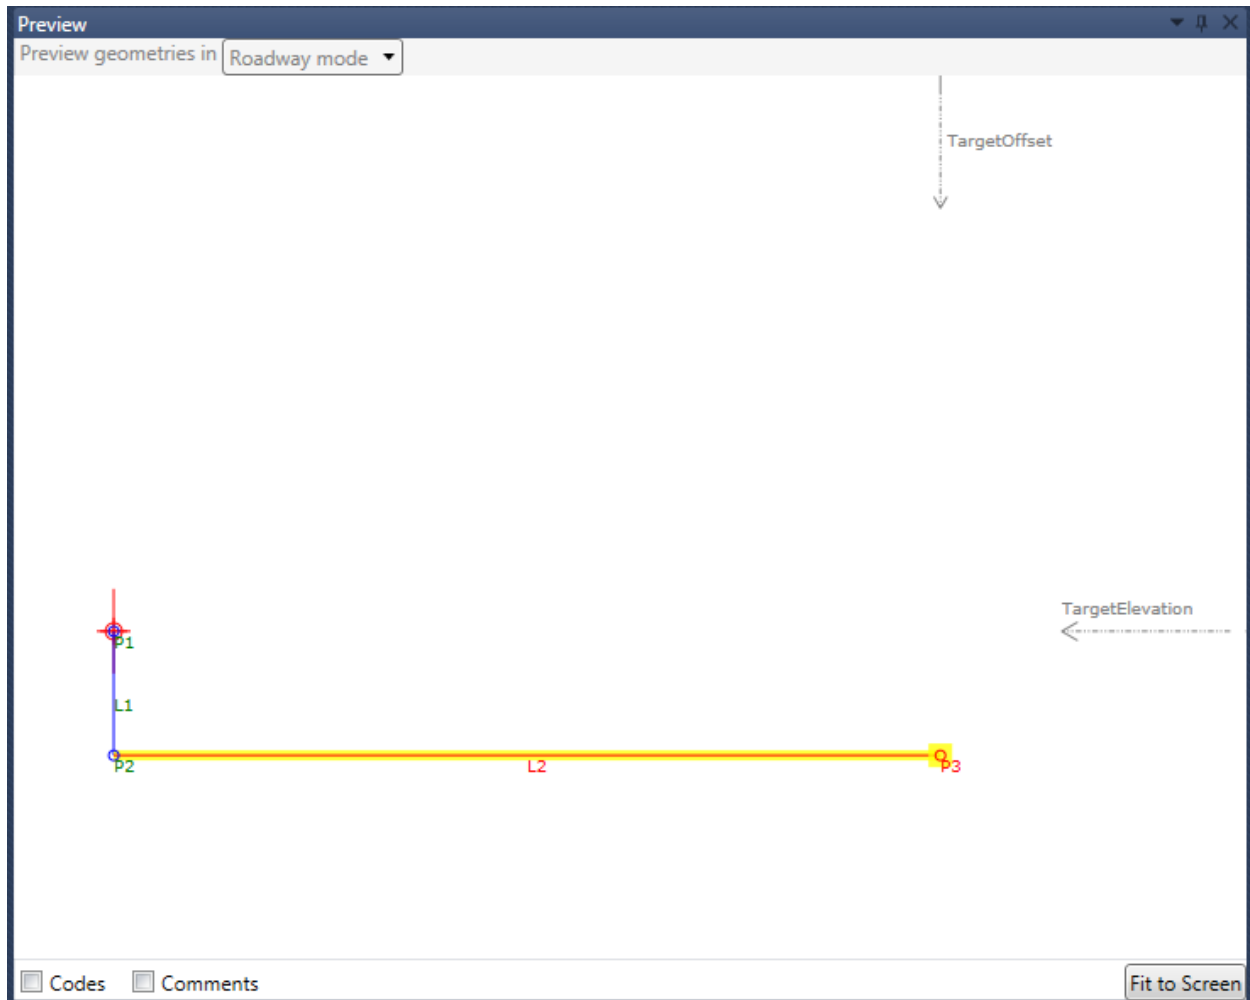 Preview
Preview geometries in Roadway mode
TargetOffset
TargetElevation
P1
L1
P2
L2
P3
Codes Comments Fit to Screen